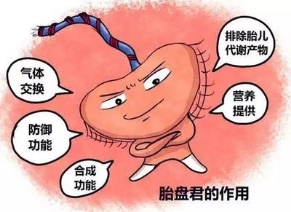 气体
交换
排除胎儿
代谢产物
防御
功能
营养
提供
合成
功能
胎盘君的作用